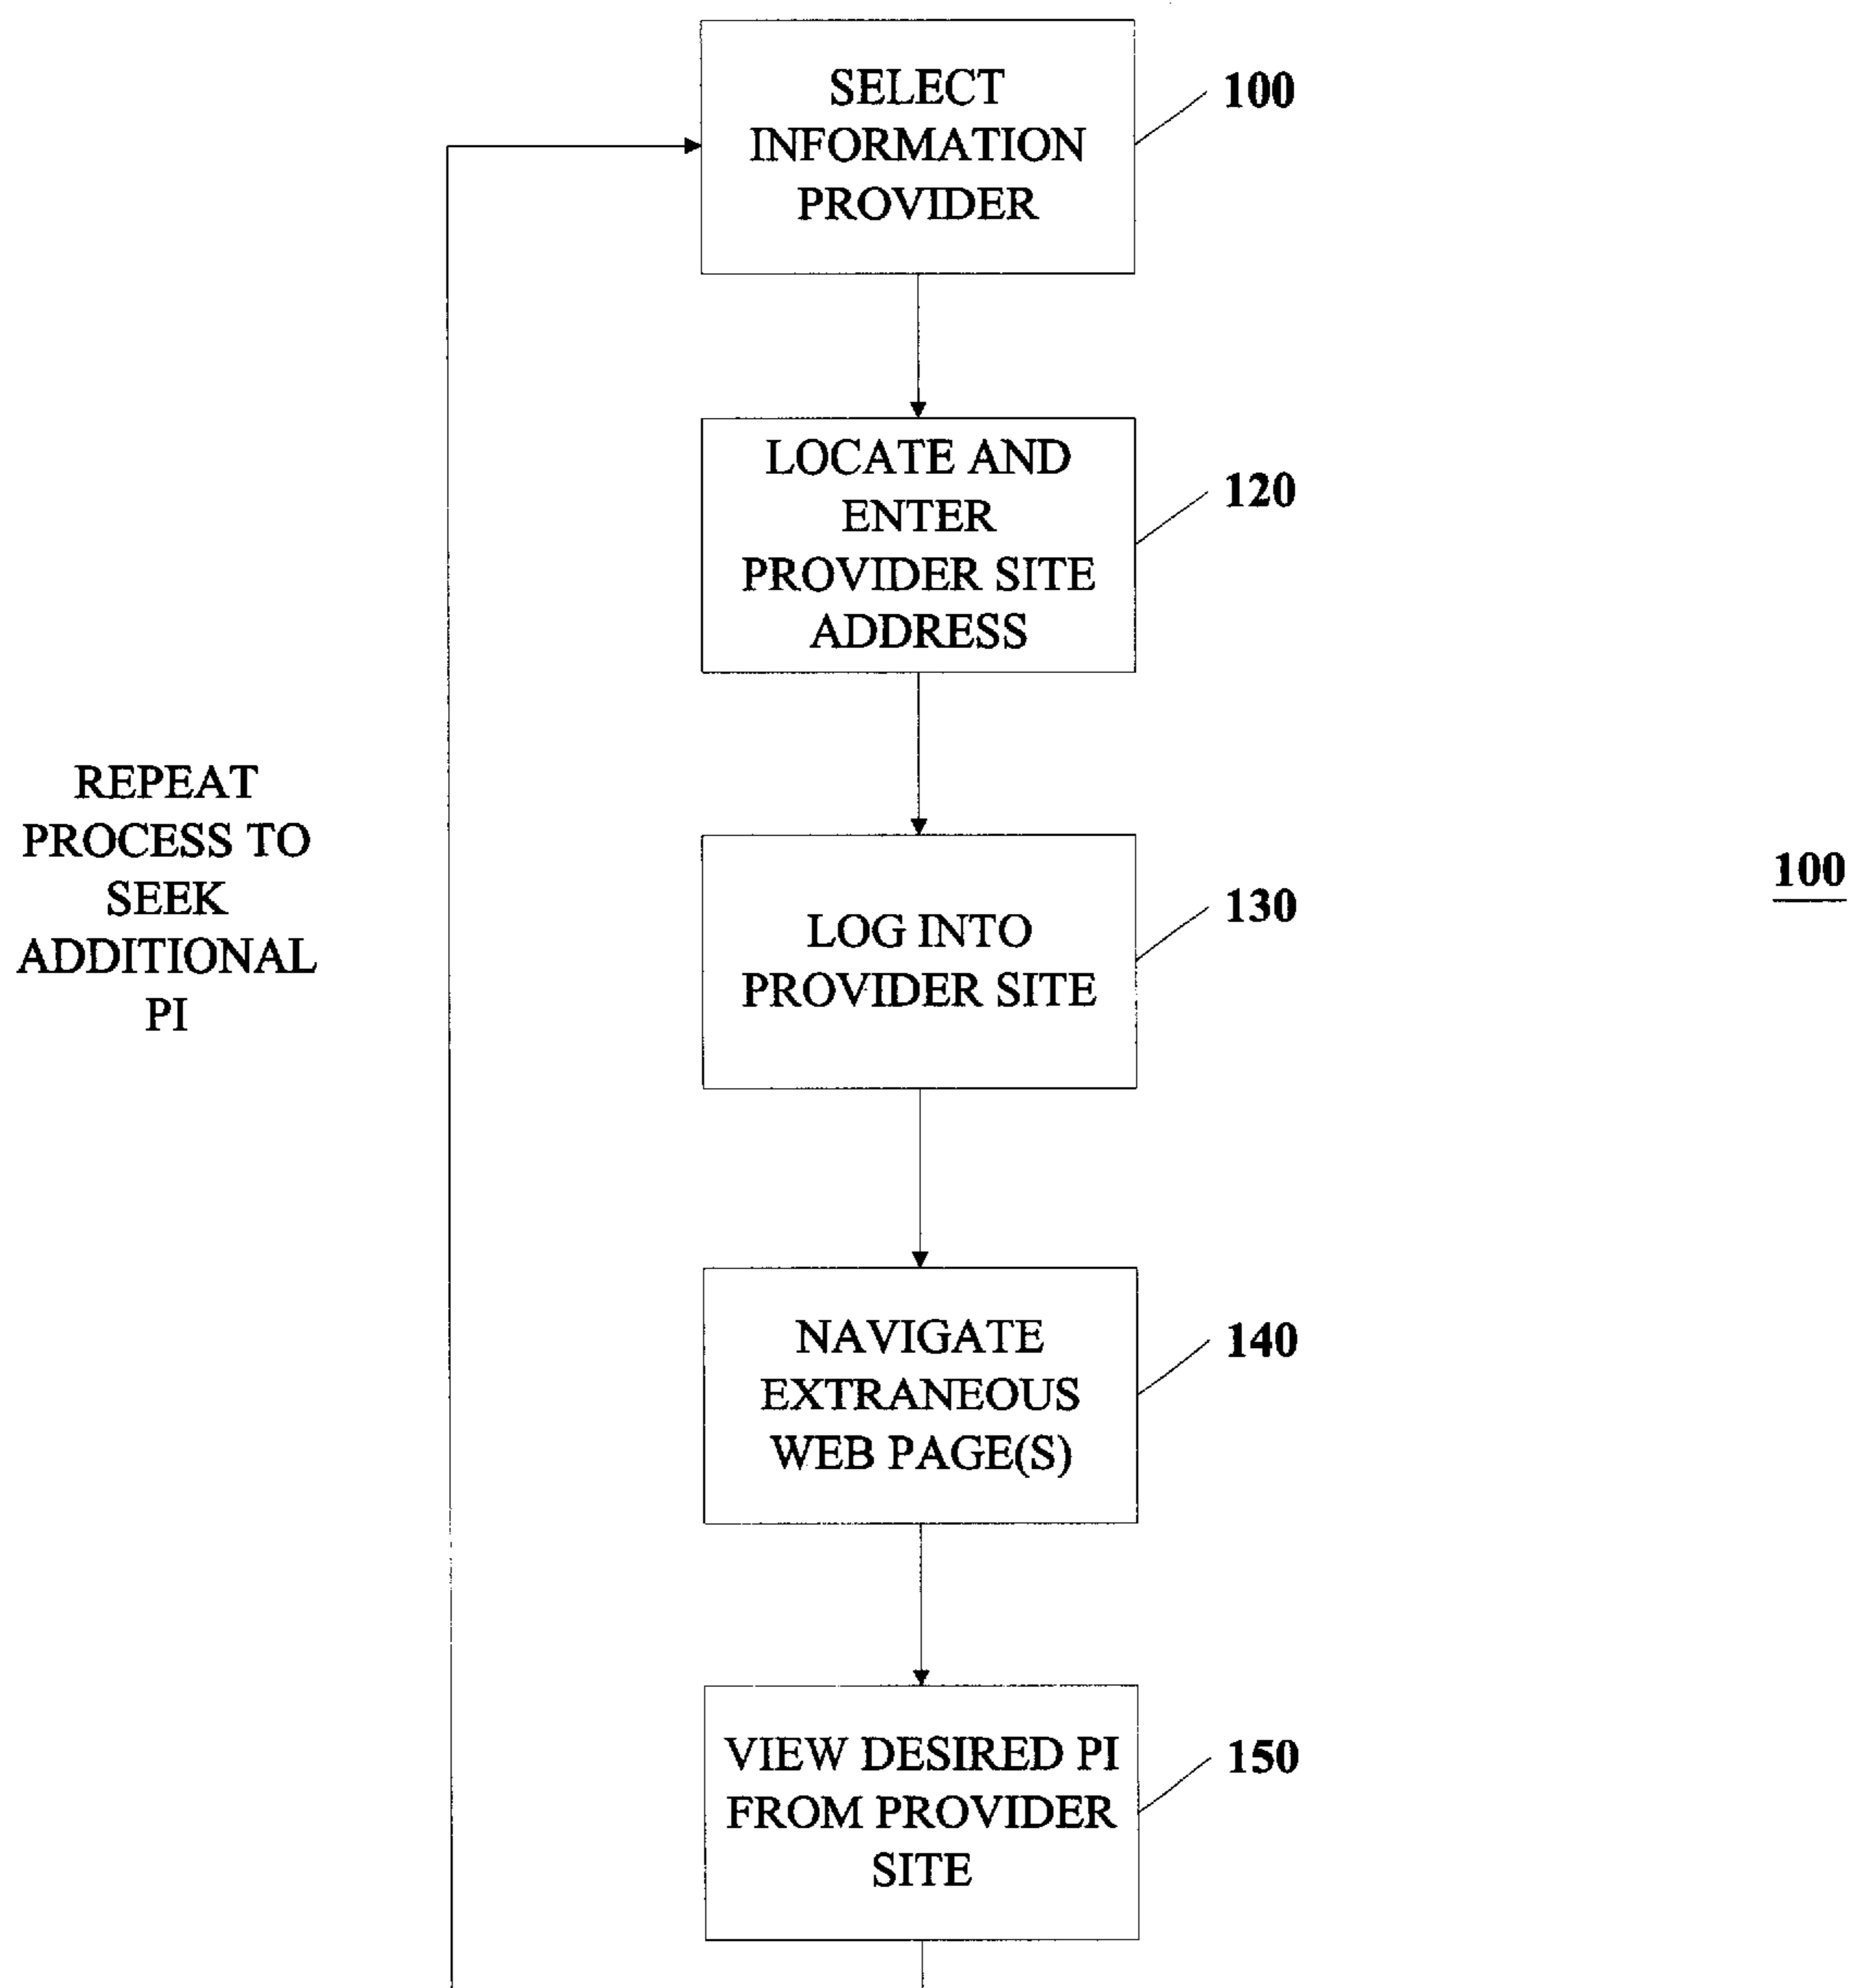 SELECT
INFORMATION
PROVIDER
100
LOCATE AND
ENTER
PROVIDER SITE
ADDRESS
120
REPEAT
PROCESS TO
SEEK
ADDITIONAL
PI
LOG INTO
PROVIDER SITE
130
100
NAVIGATE
EXTRANEOUS
WEB PAGE(S)
140
VIEW DESIRED PI
FROM PROVIDER
SITE
150